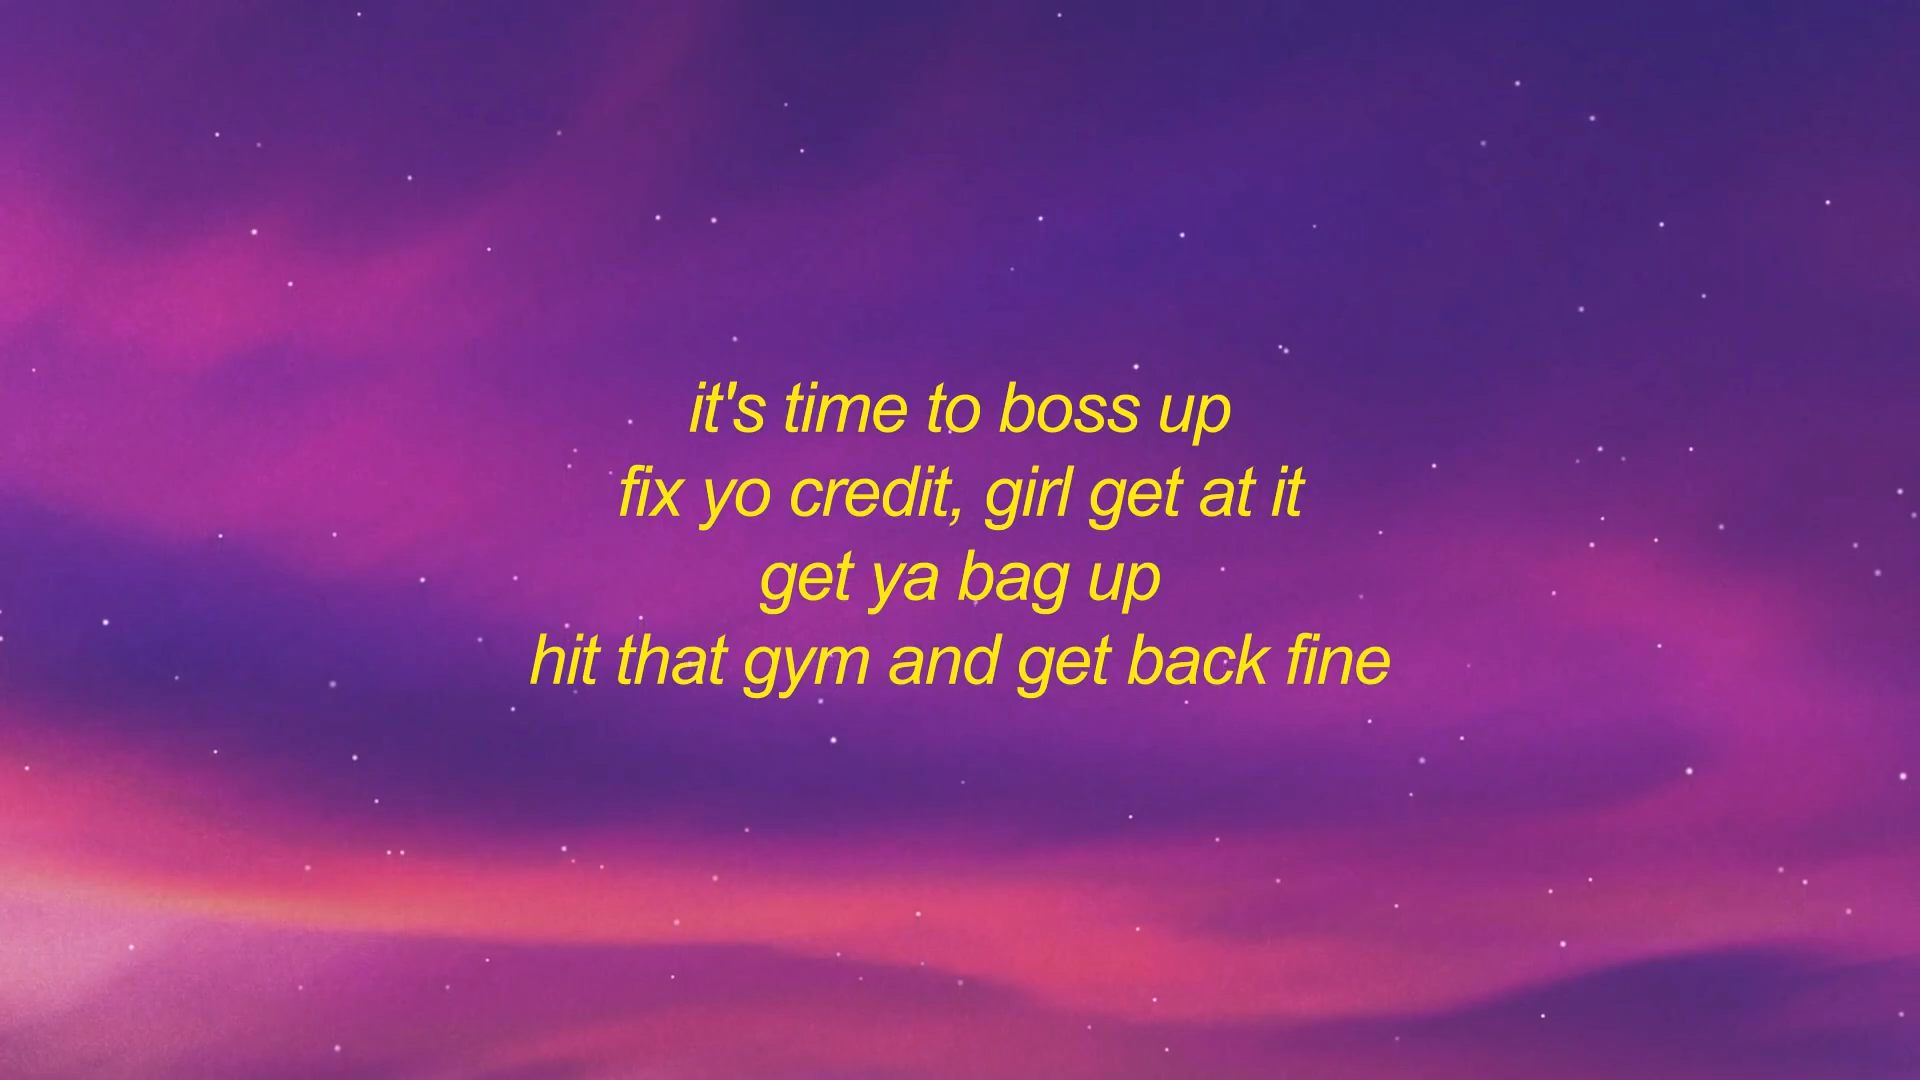 it's time to boss up
fix yo credit, girl get at it
get ya bag up
hit that gym and get back fine